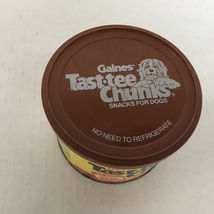 Gaines®
Tast-tee
Chunks®
SNACKS FOR DOGS
NO NEED TO REFRIGERATE